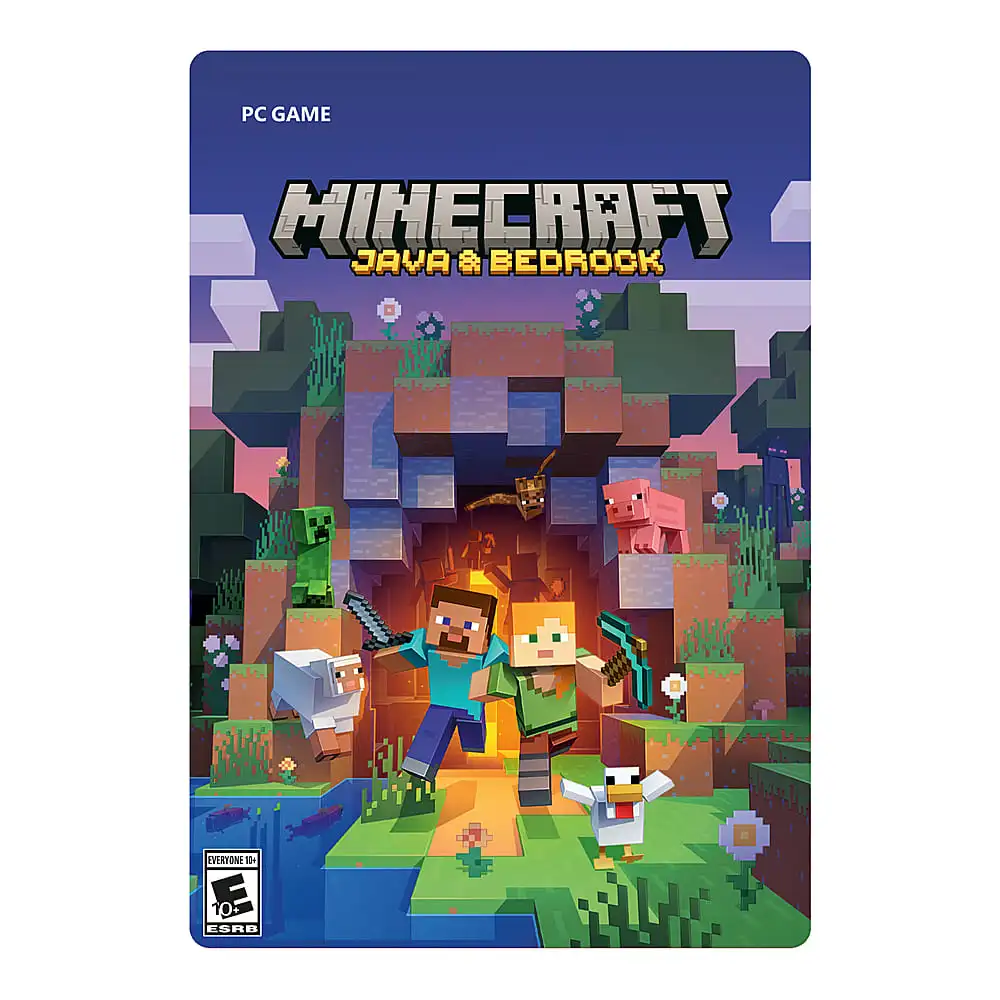 PC GAME
MINECRAFT
JAVA & BEDROCK
EVERYONE 10+
E
10+
ESRB